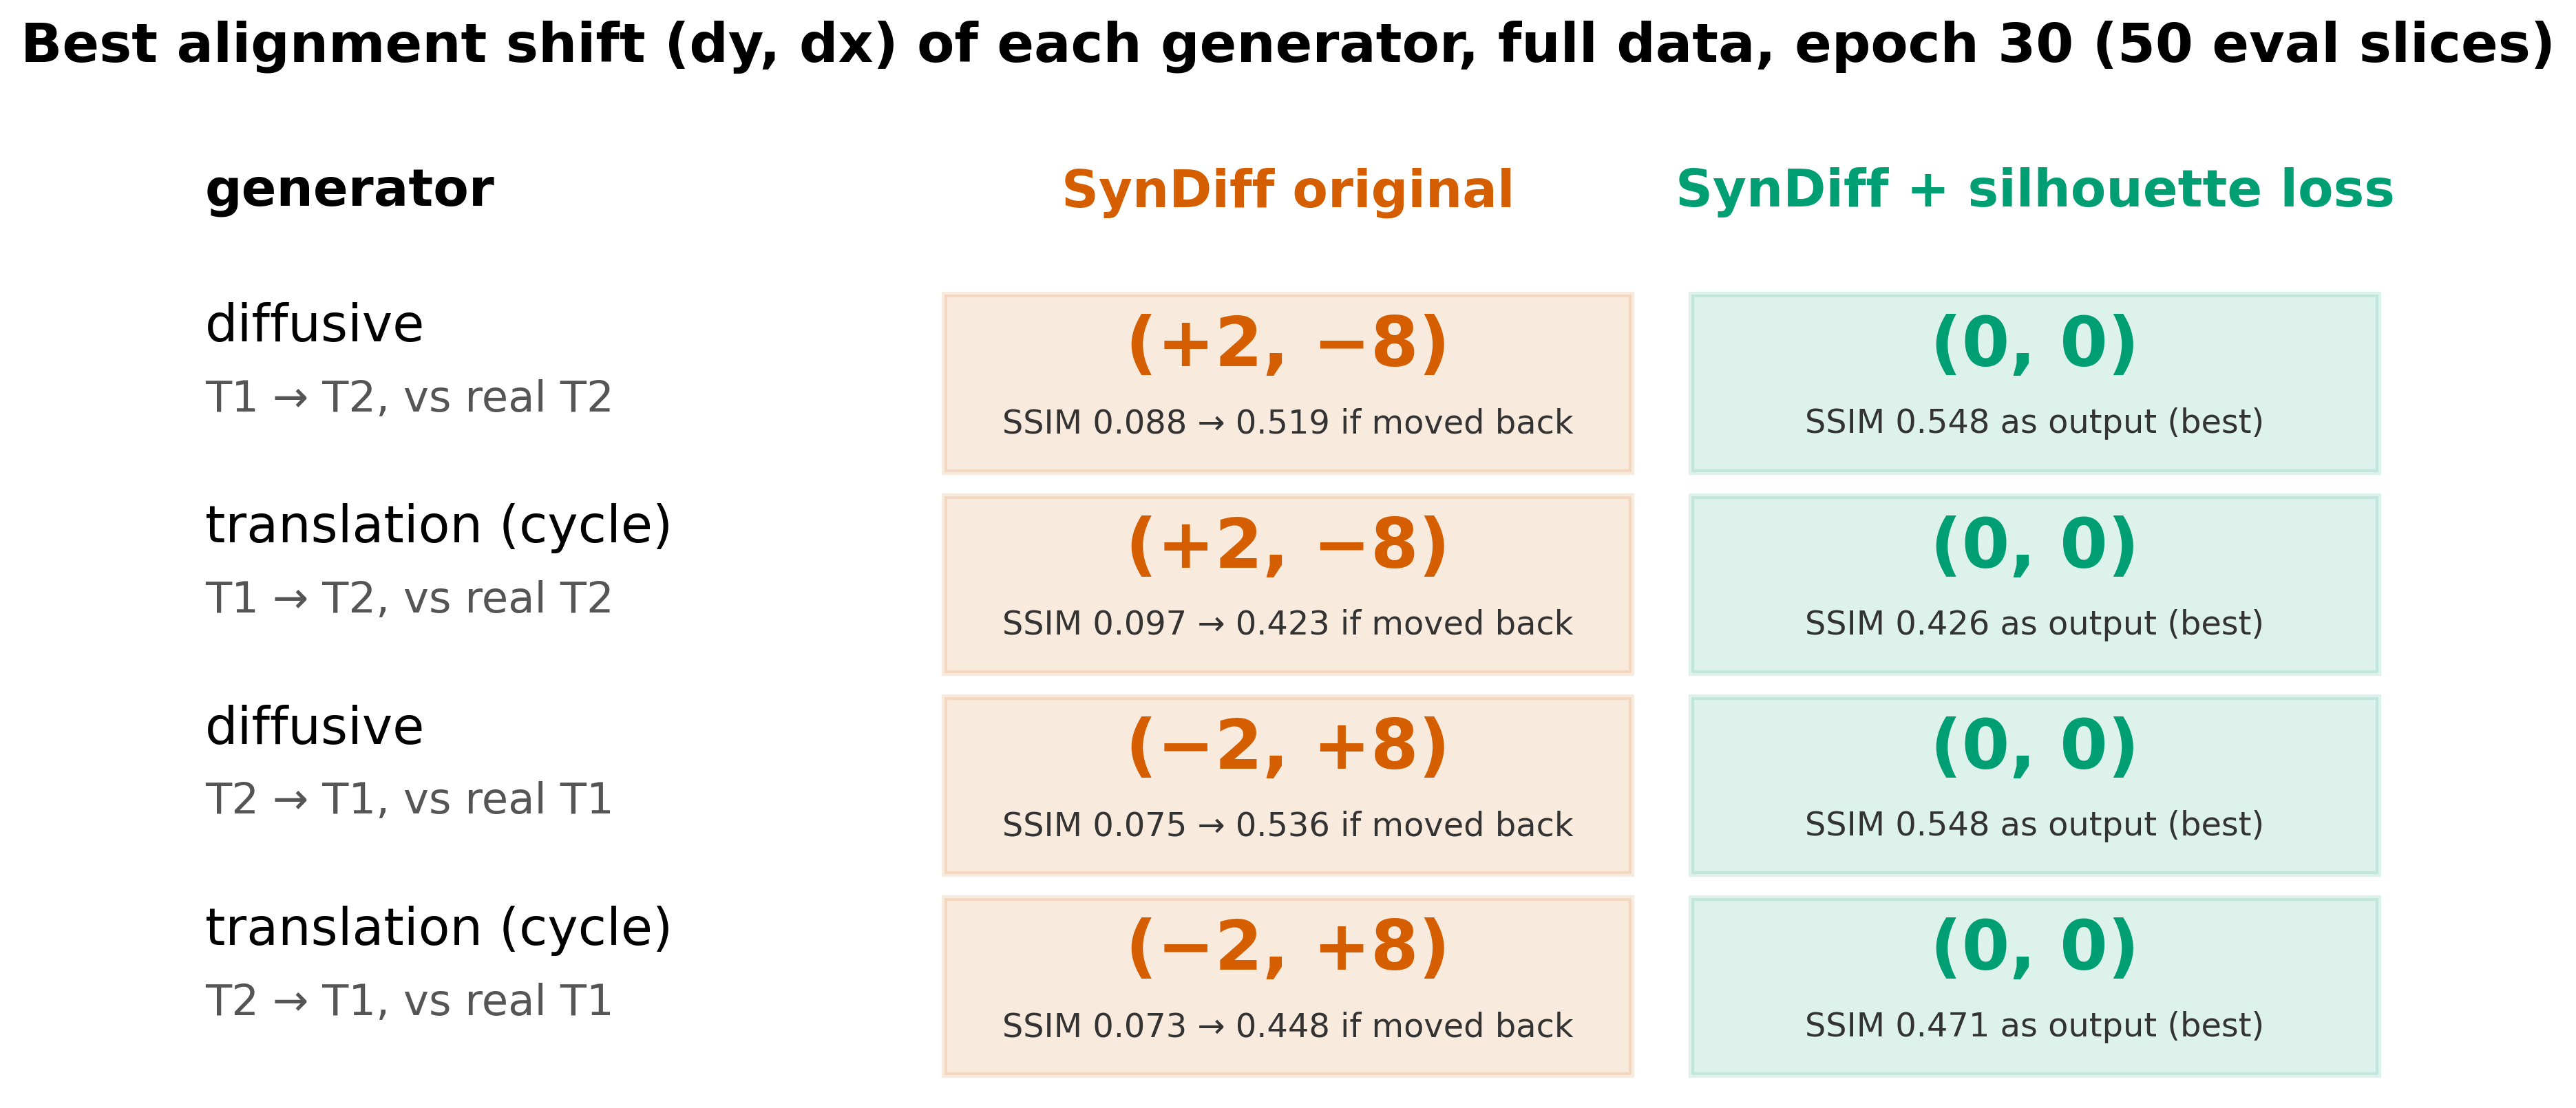 Best alignment shift (dy, dx) of each generator, full data, epoch 30 (50 eval slices)
generator SynDiff original SynDiff + silhouette loss
diffusive (+2, −8) (0, 0)
T1 → T2, vs real T2 SSIM 0.088 → 0.519 if moved back SSIM 0.548 as output (best)
translation (cycle) (+2, −8) (0, 0)
T1 → T2, vs real T2 SSIM 0.097 → 0.423 if moved back SSIM 0.426 as output (best)
diffusive (−2, +8) (0, 0)
T2 → T1, vs real T1 SSIM 0.075 → 0.536 if moved back SSIM 0.548 as output (best)
translation (cycle) (−2, +8) (0, 0)
T2 → T1, vs real T1 SSIM 0.073 → 0.448 if moved back SSIM 0.471 as output (best)